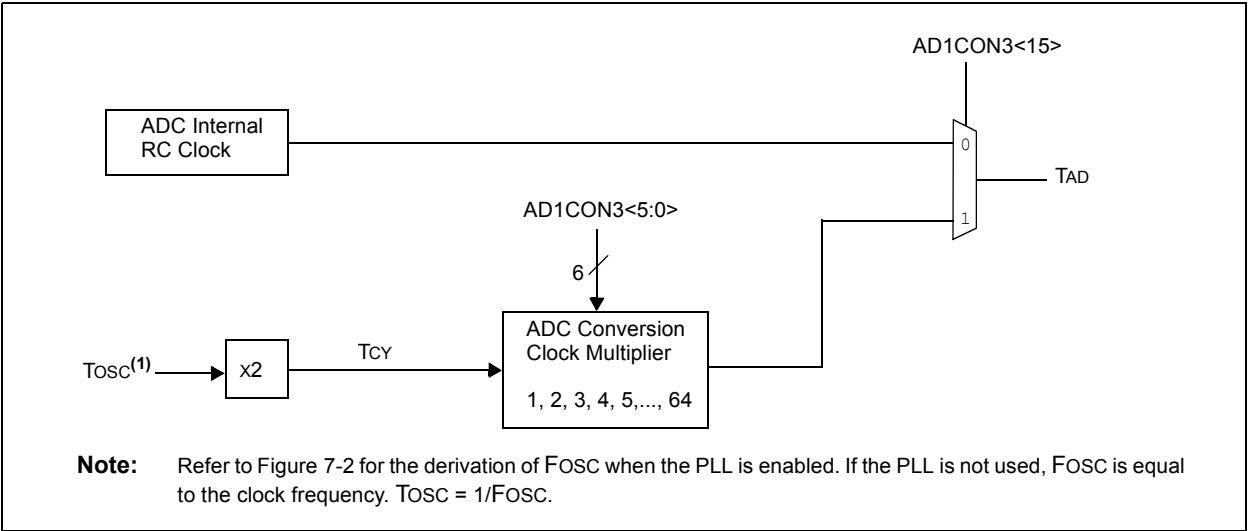 AD1CON3<15>
ADC Internal
RC Clock
0
TAD
AD1CON3<5:0>
1
6
ADC Conversion
Clock Multiplier
1, 2, 3, 4, 5,..., 64
TOSC(1)
x2
TCY
Note: Refer to Figure 7-2 for the derivation of FOSC when the PLL is enabled. If the PLL is not used, FOSC is equal
to the clock frequency. TOSC = 1/FOSC.